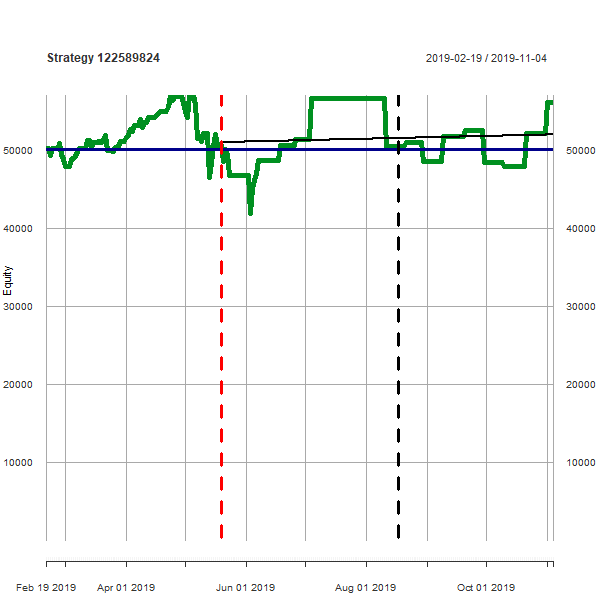 Strategy 122589824
2019-02-19 / 2019-11-04
50000
50000
40000
40000
Equity
30000
30000
20000
20000
10000
10000
Feb 19 2019
Apr 01 2019
Jun 01 2019
Aug 01 2019
Oct 01 2019